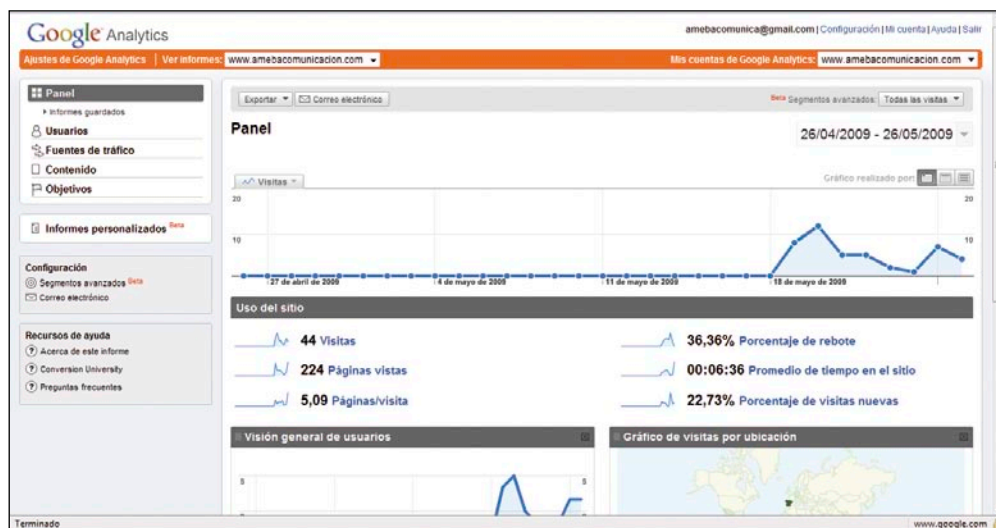 Google Analytics
amebacomunica@gmail.com | Configuración | Mi cuenta | Ayuda | Salir
Ajustes de Google Analytics | Ver informes: www.amebacomunicacion.com
Mis cuentas de Google Analytics: www.amebacomunicacion.com
Panel
Informes guardados
Usuarios
Fuentes de tráfico
Contenido
Objetivos
Informes personalizados Beta
Configuración
Segmentos avanzados Beta
Correo electrónico
Recursos de ayuda
Acerca de este informe
Conversion University
Preguntas frecuentes
Exportar Correo electrónico
Beta Segmentos avanzados: Todas las visitas
Panel
26/04/2009 - 26/05/2009
Visitas
Gráfico realizado por:
20 20
10 10
27 de abril de 2009 4 de mayo de 2009 11 de mayo de 2009 18 de mayo de 2009
Uso del sitio
44 Visitas
224 Páginas vistas
5,09 Páginas/visita
36,36% Porcentaje de rebote
00:06:36 Promedio de tiempo en el sitio
22,73% Porcentaje de visitas nuevas
Visión general de usuarios
5 5
Gráfico de visitas por ubicación
Terminado
www.google.com